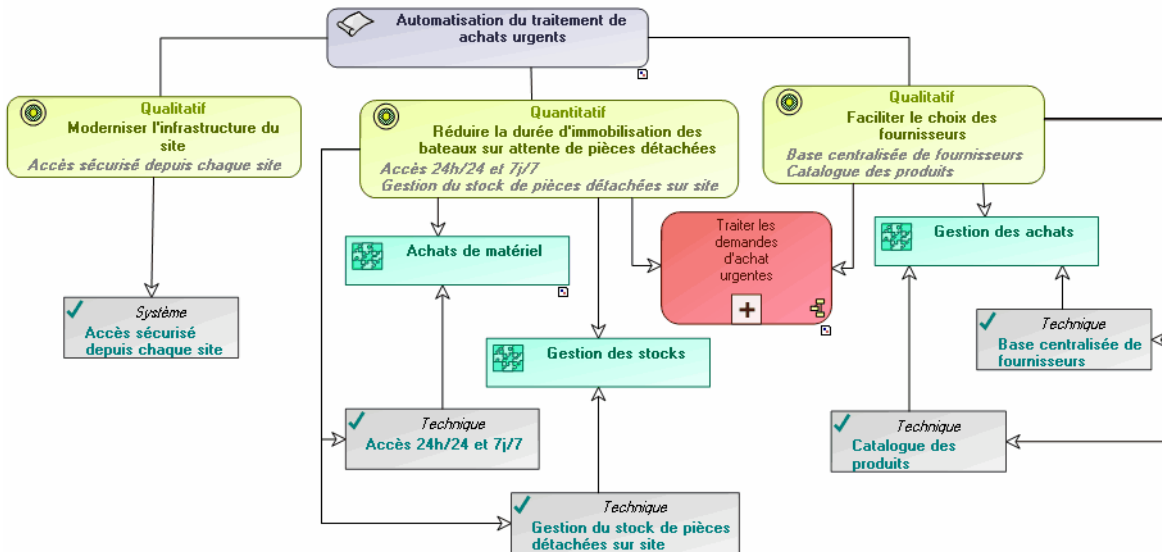 Automatisation du traitement de
achats urgents
Qualitatif
Moderniser l'infrastructure du
site
Accès sécurisé depuis chaque site
Quantitatif
Réduire la durée d'immobilisation des
bateaux sur attente de pièces détachées
Accès 24h/24 et 7j/7
Gestion du stock de pièces détachées sur site
Qualitatif
Faciliter le choix des
fournisseurs
Base centralisée de fournisseurs
Catalogue des produits
Achats de matériel
Traiter les
demandes
d'achat
urgentes
Gestion des achats
Système
Accès sécurisé
depuis chaque site
Gestion des stocks
Technique
Base centralisée de
fournisseurs
Technique
Accès 24h/24 et 7j/7
Technique
Catalogue des
produits
Technique
Gestion du stock de pièces
détachées sur site